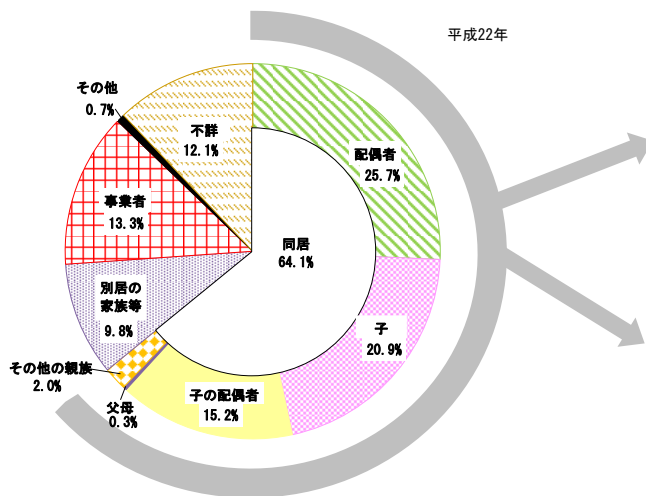 平成22年
その他
0.7%
不詳
12.1%
配偶者
25.7%
事業者
13.3%
同居
64.1%
別居の
家族等
9.8%
子
20.9%
その他の親族
2.0%
父母
0.3%
子の配偶者
15.2%